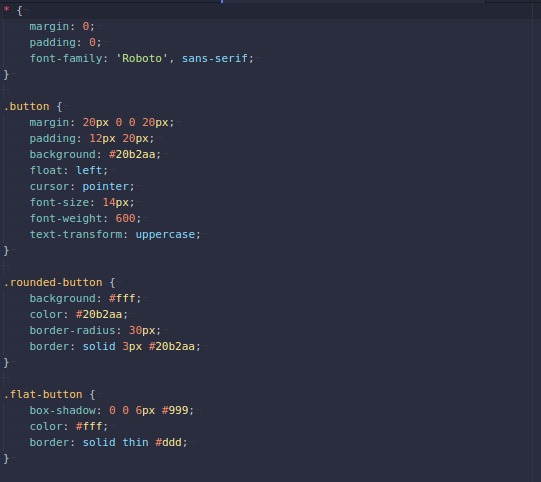 * {
    margin: 0;
    padding: 0;
    font-family: 'Roboto', sans-serif;
}

.button {
    margin: 20px 0 0 20px;
    padding: 12px 20px;
    background: #20b2aa;
    float: left;
    cursor: pointer;
    font-size: 14px;
    font-weight: 600;
    text-transform: uppercase;
}

.rounded-button {
    background: #fff;
    color: #20b2aa;
    border-radius: 30px;
    border: solid 3px #20b2aa;
}

.flat-button {
    box-shadow: 0 0 6px #999;
    color: #fff;
    border: solid thin #ddd;
}